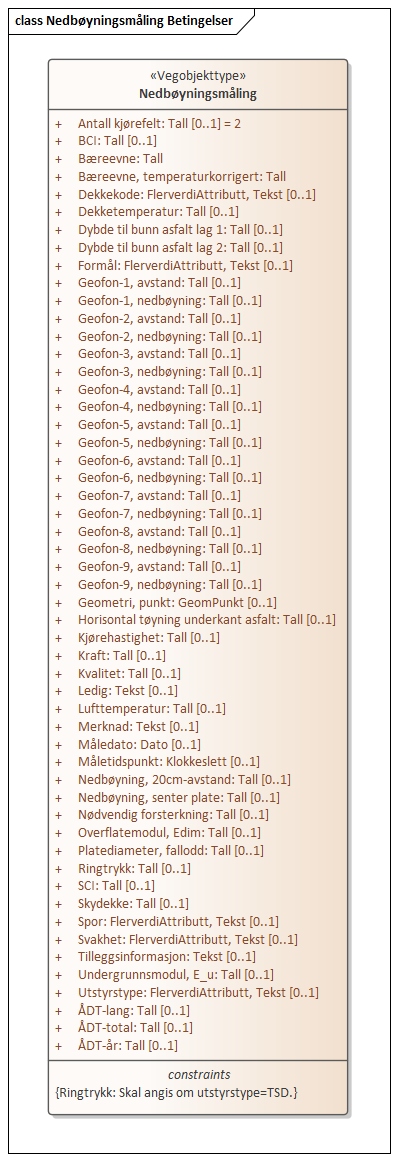 class Nedbøyningsmåling Betingelser
«Vegobjekttype»
Nedbøyningsmåling
+ Antall kjørefelt: Tall [0..1] = 2
+ BCI: Tall [0..1]
+ Bæreevne: Tall
+ Bæreevne, temperaturkorrigert: Tall
+ Dekkekode: FlerverdiAttributt, Tekst [0..1]
+ Dekketemperatur: Tall [0..1]
+ Dybde til bunn asfalt lag 1: Tall [0..1]
+ Dybde til bunn asfalt lag 2: Tall [0..1]
+ Formål: FlerverdiAttributt, Tekst [0..1]
+ Geofon-1, avstand: Tall [0..1]
+ Geofon-1, nedbøyning: Tall [0..1]
+ Geofon-2, avstand: Tall [0..1]
+ Geofon-2, nedbøyning: Tall [0..1]
+ Geofon-3, avstand: Tall [0..1]
+ Geofon-3, nedbøyning: Tall [0..1]
+ Geofon-4, avstand: Tall [0..1]
+ Geofon-4, nedbøyning: Tall [0..1]
+ Geofon-5, avstand: Tall [0..1]
+ Geofon-5, nedbøyning: Tall [0..1]
+ Geofon-6, avstand: Tall [0..1]
+ Geofon-6, nedbøyning: Tall [0..1]
+ Geofon-7, avstand: Tall [0..1]
+ Geofon-7, nedbøyning: Tall [0..1]
+ Geofon-8, avstand: Tall [0..1]
+ Geofon-8, nedbøyning: Tall [0..1]
+ Geofon-9, avstand: Tall [0..1]
+ Geofon-9, nedbøyning: Tall [0..1]
+ Geometri, punkt: GeomPunkt [0..1]
+ Horisontal tøyning underkant asfalt: Tall [0..1]
+ Kjørehastighet: Tall [0..1]
+ Kraft: Tall [0..1]
+ Kvalitet: Tall [0..1]
+ Ledig: Tekst [0..1]
+ Lufttemperatur: Tall [0..1]
+ Merknad: Tekst [0..1]
+ Måledato: Dato [0..1]
+ Måletidspunkt: Klokkeslett [0..1]
+ Nedbøyning, 20cm-avstand: Tall [0..1]
+ Nedbøyning, senter plate: Tall [0..1]
+ Nødvendig forsterkning: Tall [0..1]
+ Overflatemodul, Edim: Tall [0..1]
+ Platediameter, fallodd: Tall [0..1]
+ Ringtrykk: Tall [0..1]
+ SCI: Tall [0..1]
+ Skydekke: Tall [0..1]
+ Spor: FlerverdiAttributt, Tekst [0..1]
+ Svakhet: FlerverdiAttributt, Tekst [0..1]
+ Tilleggsinformasjon: Tekst [0..1]
+ Undergrunnsmodul, E_u: Tall [0..1]
+ Utstyrstype: FlerverdiAttributt, Tekst [0..1]
+ ÅDT-lang: Tall [0..1]
+ ÅDT-total: Tall [0..1]
+ ÅDT-år: Tall [0..1]
constraints
{Ringtrykk: Skal angis om utstyrstype=TSD.}